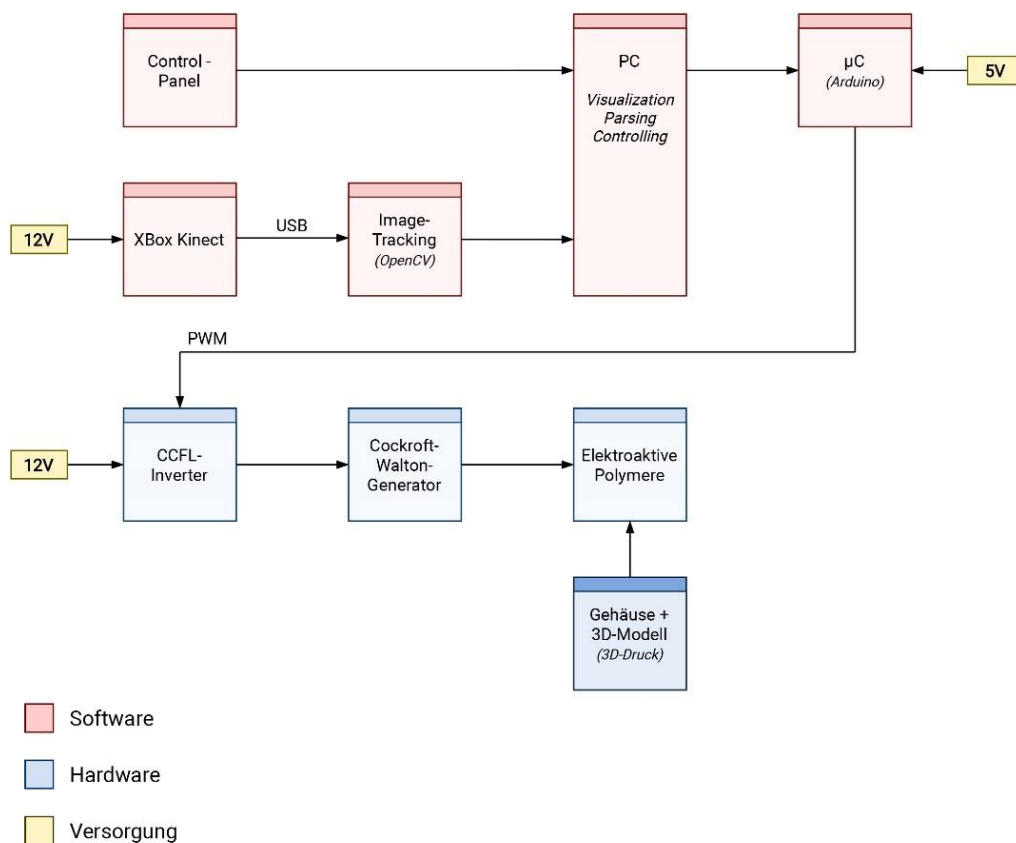 Control -
Panel
PC
Visualization
Parsing
Controlling
µC
(Arduino)
5V
12V
XBox Kinect
USB
Image-
Tracking
(OpenCV)
PWM
12V
CCFL-
Inverter
Cockroft-
Walton-
Generator
Elektroaktive
Polymere
Gehäuse +
3D-Modell
(3D-Druck)
Software
Hardware
Versorgung